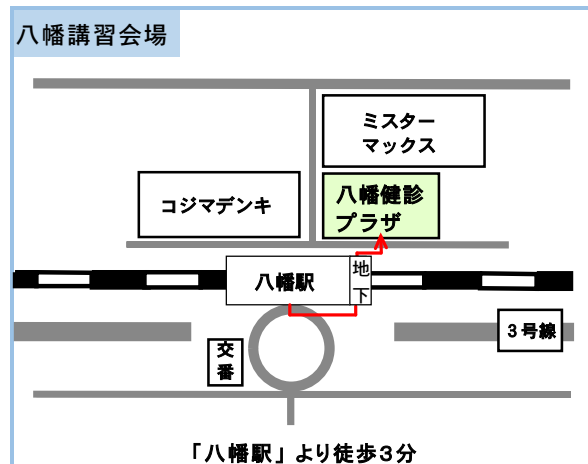 八幡講習会場
ミスター
マックス
コジマデンキ
八幡健診
プラザ
八幡駅
地
下
3号線
交
番
「八幡駅」より徒歩3分